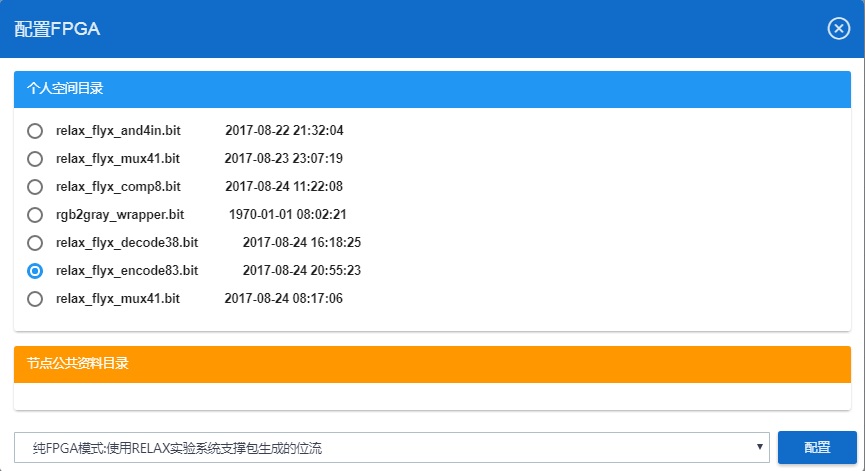 配置FPGA
个人空间目录
relax_flyx_and4in.bit 2017-08-22 21:32:04
relax_flyx_mux41.bit 2017-08-23 23:07:19
relax_flyx_comp8.bit 2017-08-24 11:22:08
rgb2gray_wrapper.bit 1970-01-01 08:02:21
relax_flyx_decode38.bit 2017-08-24 16:18:25
relax_flyx_encode83.bit 2017-08-24 20:55:23
relax_flyx_mux41.bit 2017-08-24 08:17:06
节点公共资料目录
纯FPGA模式:使用RELAX实验系统支撑包生成的位流 配置